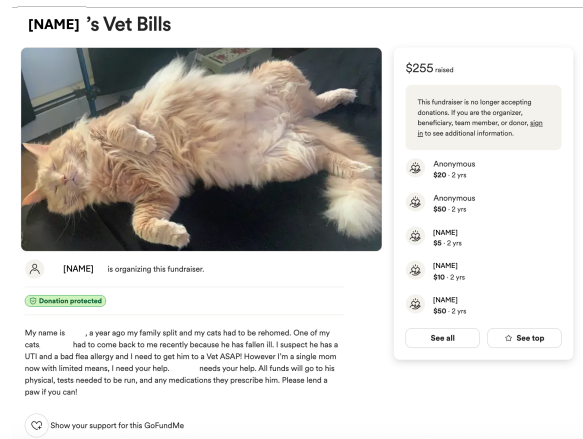 [NAME] 's Vet Bills
$255 raised
This fundraiser is no longer accepting
donations. If you are the organizer,
beneficiary, team member, or donor, sign
in to see additional information.
Anonymous
$20 · 2 yrs
Anonymous
$50 · 2 yrs
[NAME]
$5 · 2 yrs
[NAME]
$10 · 2 yrs
[NAME]
$50 · 2 yrs
See all
See top
[NAME] is organizing this fundraiser.
Donation protected
My name is , a year ago my family split and my cats had to be rehomed. One of my
cats had to come back to me recently because he has fallen ill. I suspect he has a
UTI and a bad flea allergy and I need to get him to a Vet ASAP! However I'm a single mom
now with limited means, I need your help. needs your help. All funds will go to his
physical, tests needed to be run, and any medications they prescribe him. Please lend a
paw if you can!
Show your support for this GoFundMe